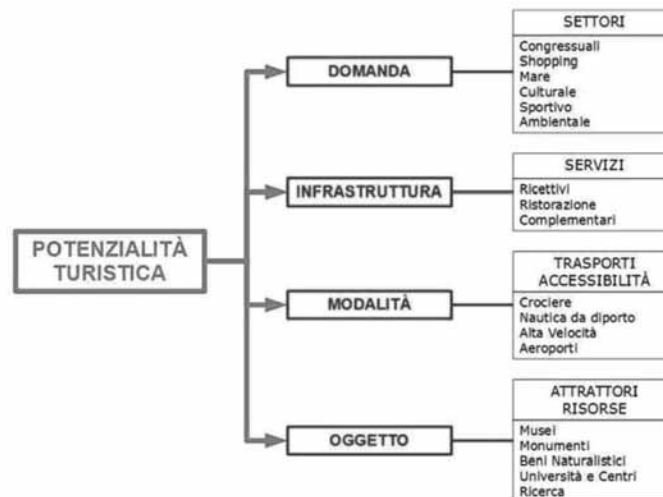 POTENZIALITÀ
TURISTICA
DOMANDA
SETTORI
Congressuali
Shopping
Mare
Culturale
Sportivo
Ambientale
INFRASTRUTTURA
SERVIZI
Ricettivi
Ristorazione
Complementari
MODALITÀ
TRASPORTI
ACCESSIBILITÀ
Crociere
Nautica da diporto
Alta Velocità
Aeroporti
OGGETTO
ATTRATTORI
RISORSE
Musei
Monumenti
Beni Naturalistici
Università e Centri
Ricerca